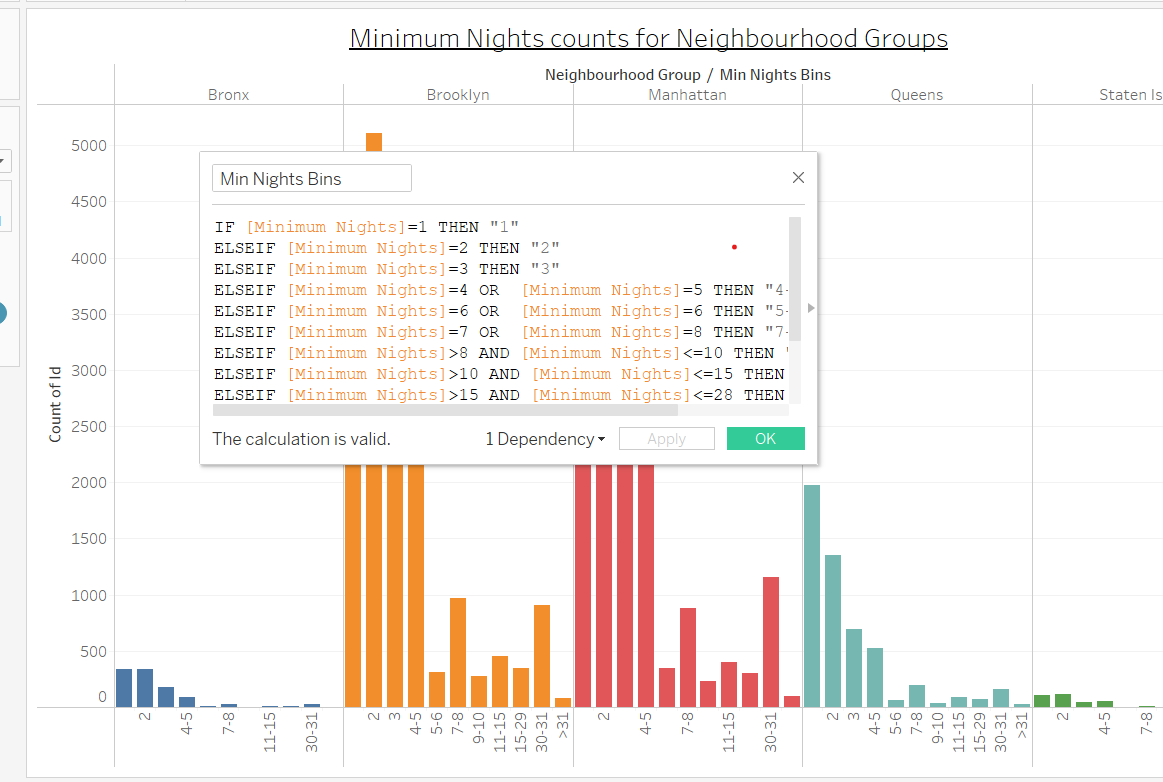 Minimum Nights counts for Neighbourhood Groups
Neighbourhood Group / Min Nights Bins
Bronx Brooklyn Manhattan Queens Staten Is
5000
4500
4000
3500
3000
2500
2000
1500
1000
500
0
Count of Id
Min Nights Bins
IF [Minimum Nights]=1 THEN "1"
ELSEIF [Minimum Nights]=2 THEN "2"
ELSEIF [Minimum Nights]=3 THEN "3"
ELSEIF [Minimum Nights]=4 OR  [Minimum Nights]=5 THEN "4-
ELSEIF [Minimum Nights]=6 OR  [Minimum Nights]=6 THEN "5-
ELSEIF [Minimum Nights]=7 OR  [Minimum Nights]=8 THEN "7-
ELSEIF [Minimum Nights]>8 AND [Minimum Nights]<=10 THEN "
ELSEIF [Minimum Nights]>10 AND [Minimum Nights]<=15 THEN
ELSEIF [Minimum Nights]>15 AND [Minimum Nights]<=28 THEN
The calculation is valid. 1 Dependency Apply OK
2 4-5 7-8 11-15 30-31 2 3 4-5 5-6 7-8 9-10 11-15 15-29 30-31 >31 2 4-5 7-8 11-15 30-31 2 3 4-5 5-6 7-8 9-10 11-15 15-29 30-31 >31 2 4-5 7-8